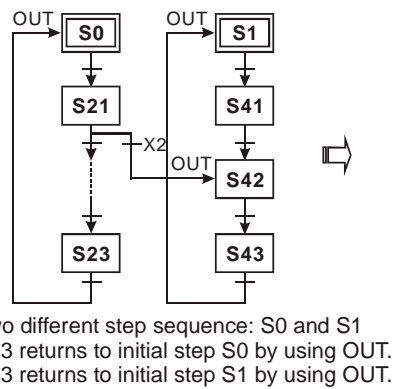 OUT OUT
S0 S1
S21 S41
X2
OUT
S42
S23 S43
wo different step sequence: S0 and S1
3 returns to initial step S0 by using OUT.
3 returns to initial step S1 by using OUT.